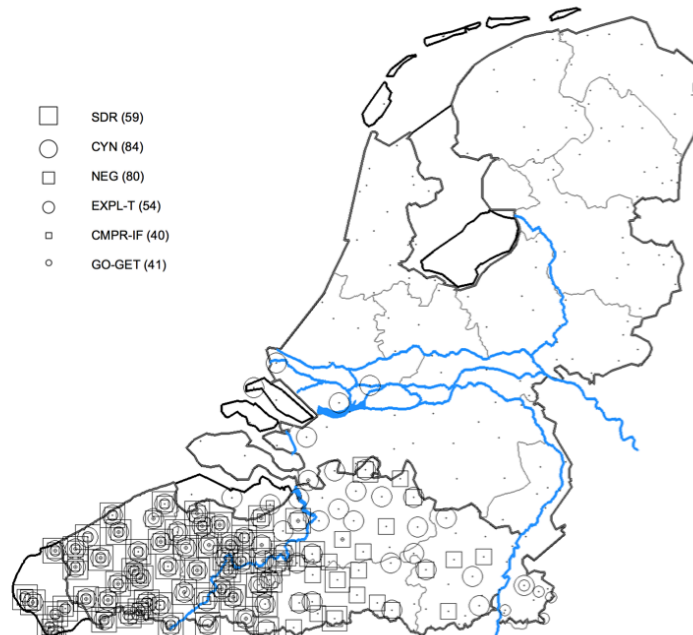 SDR (59)
CYN (84)
NEG (80)
EXPL-T (54)
CMPR-IF (40)
GO-GET (41)